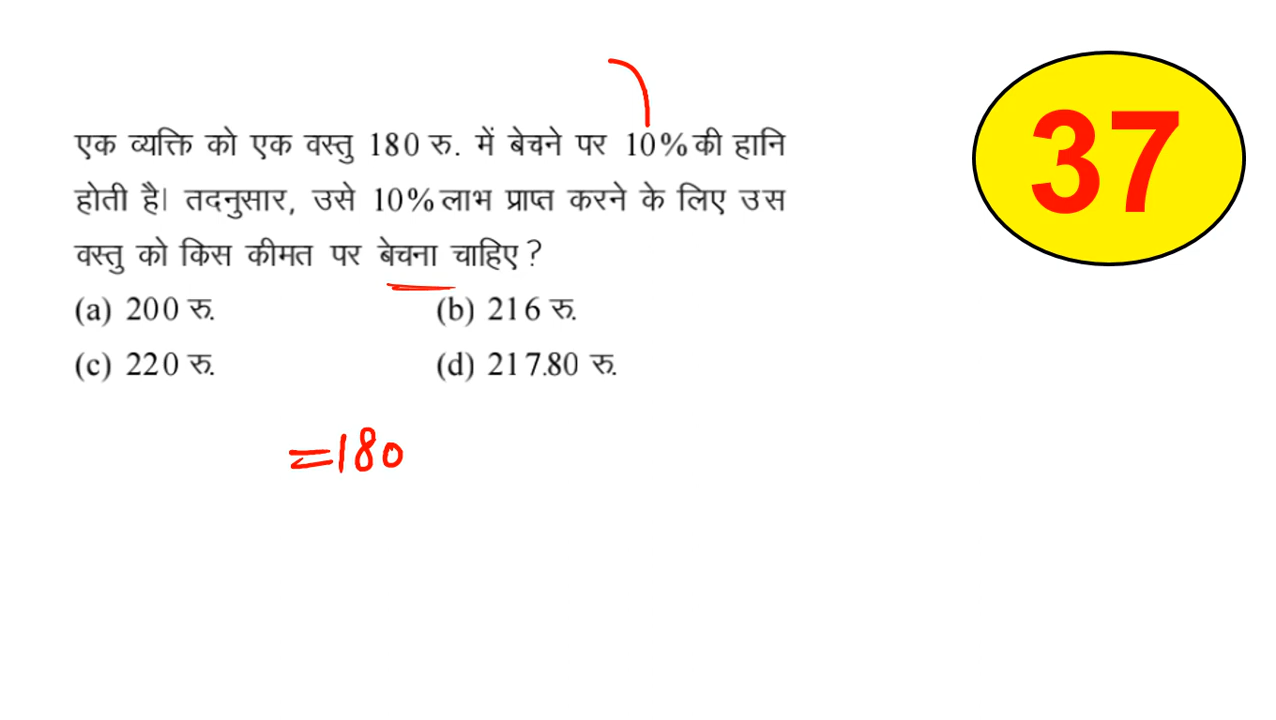 एक व्यक्ति को एक वस्तु 180 रु. में बेचने पर 10% की हानि
होती है। तदनुसार, उसे 10% लाभ प्राप्त करने के लिए उस
वस्तु को किस कीमत पर बेचना चाहिए ?
(a) 200 रु. (b) 216 रु.
(c) 220 रु. (d) 217.80 रु.
=180
37